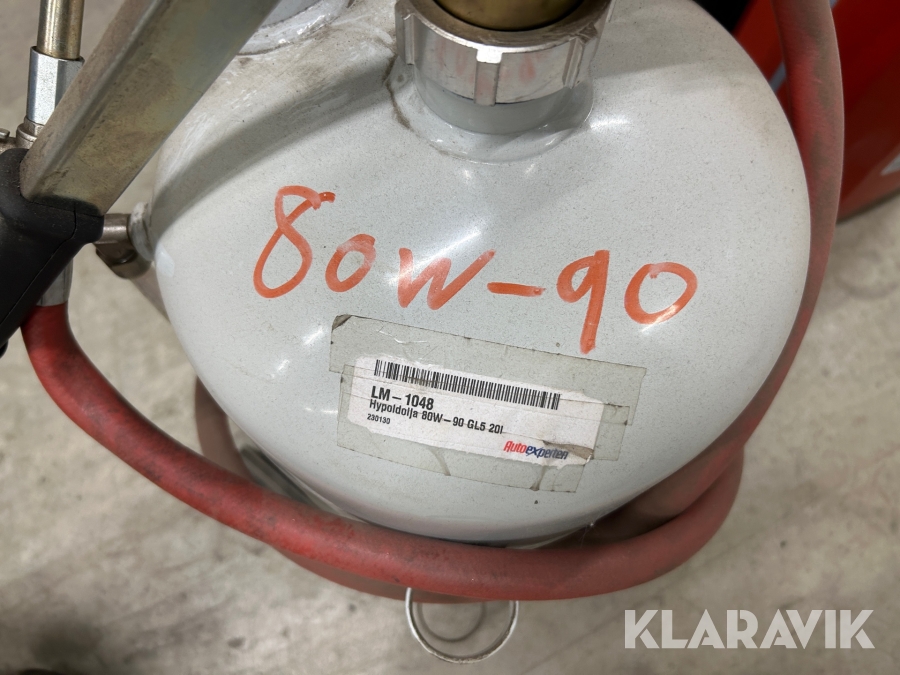 80W-90
LM-1048
Hypoidolja 80W-90 GL5 20l
230130
Autoexperten
KLARAVIK